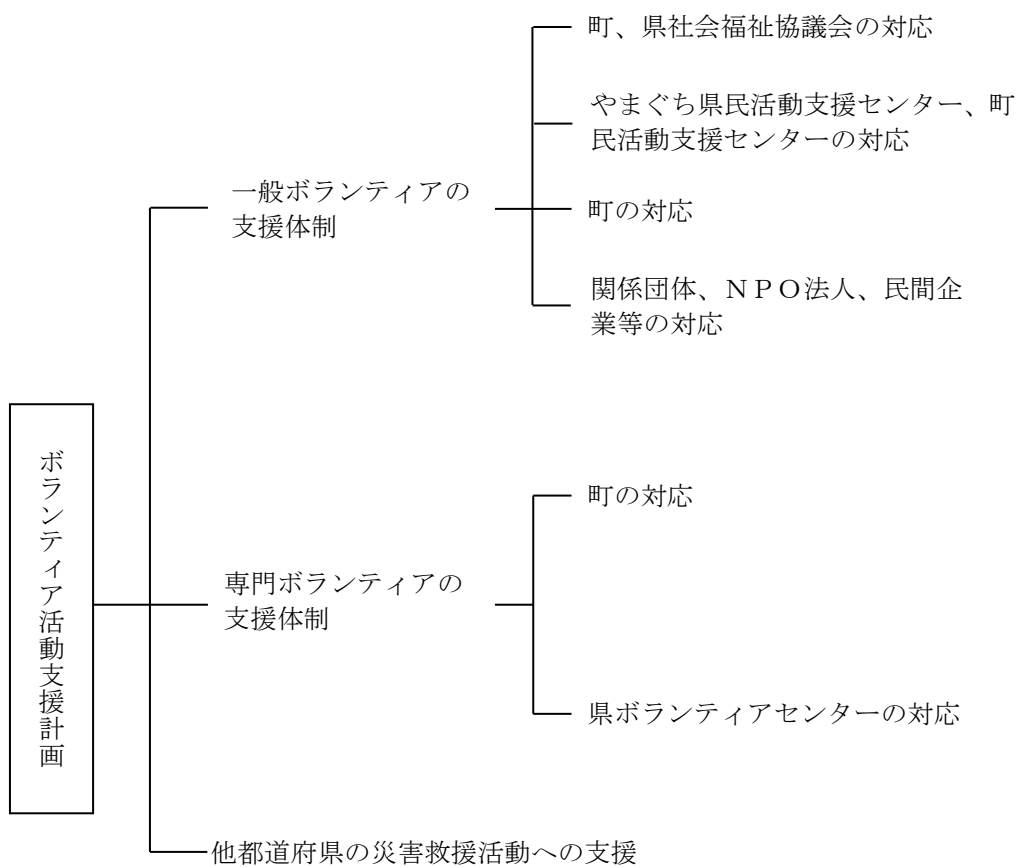 町、県社会福祉協議会の対応
やまぐち県民活動支援センター、町
民活動支援センターの対応
一般ボランティアの
支援体制
町の対応
関係団体、ＮＰＯ法人、民間企
業等の対応
ボランティア活動支援計画
町の対応
専門ボランティアの
支援体制
県ボランティアセンターの対応
他都道府県の災害救援活動への支援